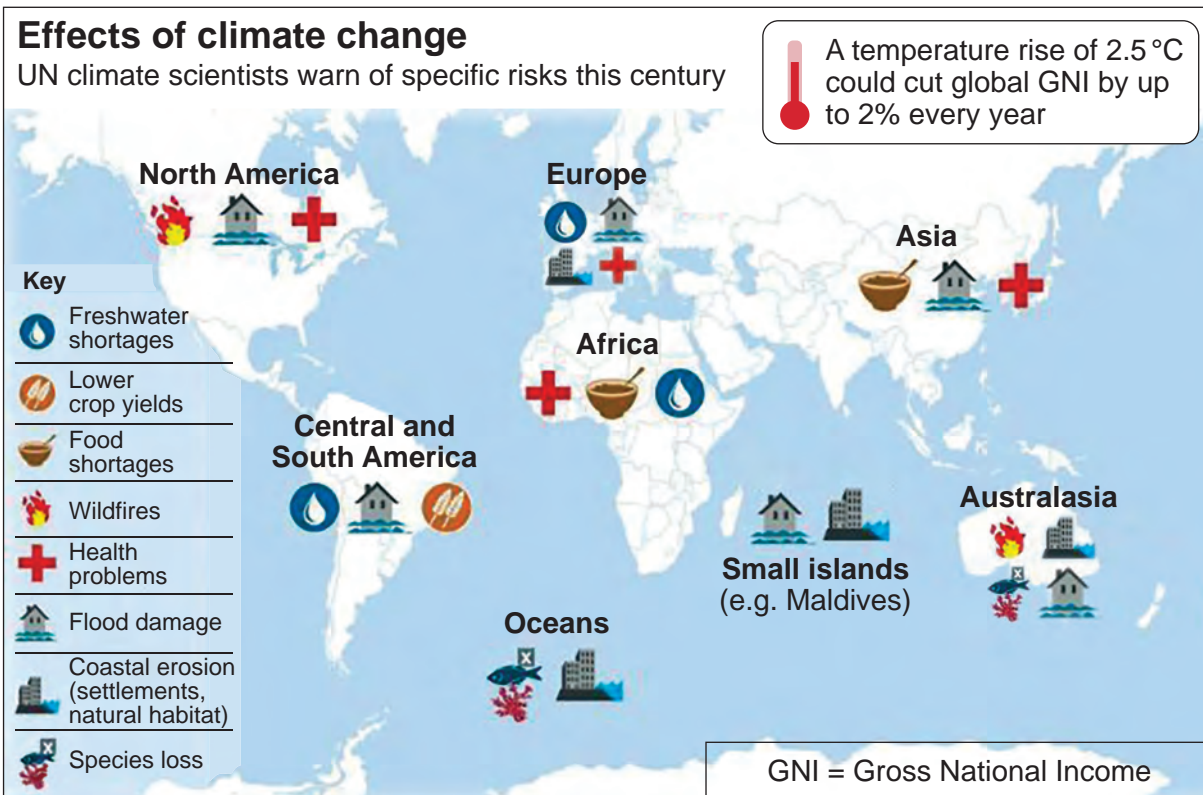 Effects of climate change
UN climate scientists warn of specific risks this century
A temperature rise of 2.5 °C
could cut global GNI by up
to 2% every year
North America
Europe
Asia
Key
Freshwater
shortages
Lower
crop yields
Food
shortages
Wildfires
Health
problems
Flood damage
Coastal erosion
(settlements,
natural habitat)
Species loss
Africa
Central and
South America
Australasia
Small islands
(e.g. Maldives)
Oceans
GNI = Gross National Income